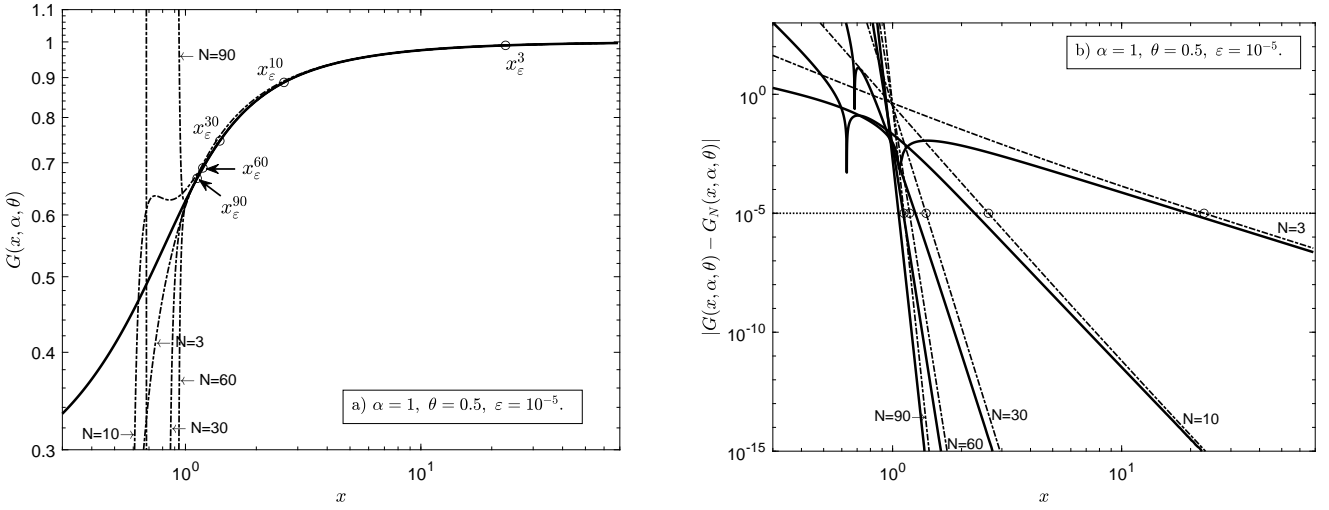 1.1
1
0.9
0.8
0.7
0.6
0.5
0.4
0.3
G(x, α, θ)
←N=90
x_ε^3
x_ε^10
x_ε^30
x_ε^60
x_ε^90
←N=3
←N=60
N=10→
←N=30
a) α = 1, θ = 0.5, ε = 10^-5.
10^0
10^1
x
b) α = 1, θ = 0.5, ε = 10^-5.
|G(x, α, θ) − G_N(x, α, θ)|
10^0
10^-5
10^-10
10^-15
N=3
N=90→
N=30
N=10
N=60
10^0
10^1
x